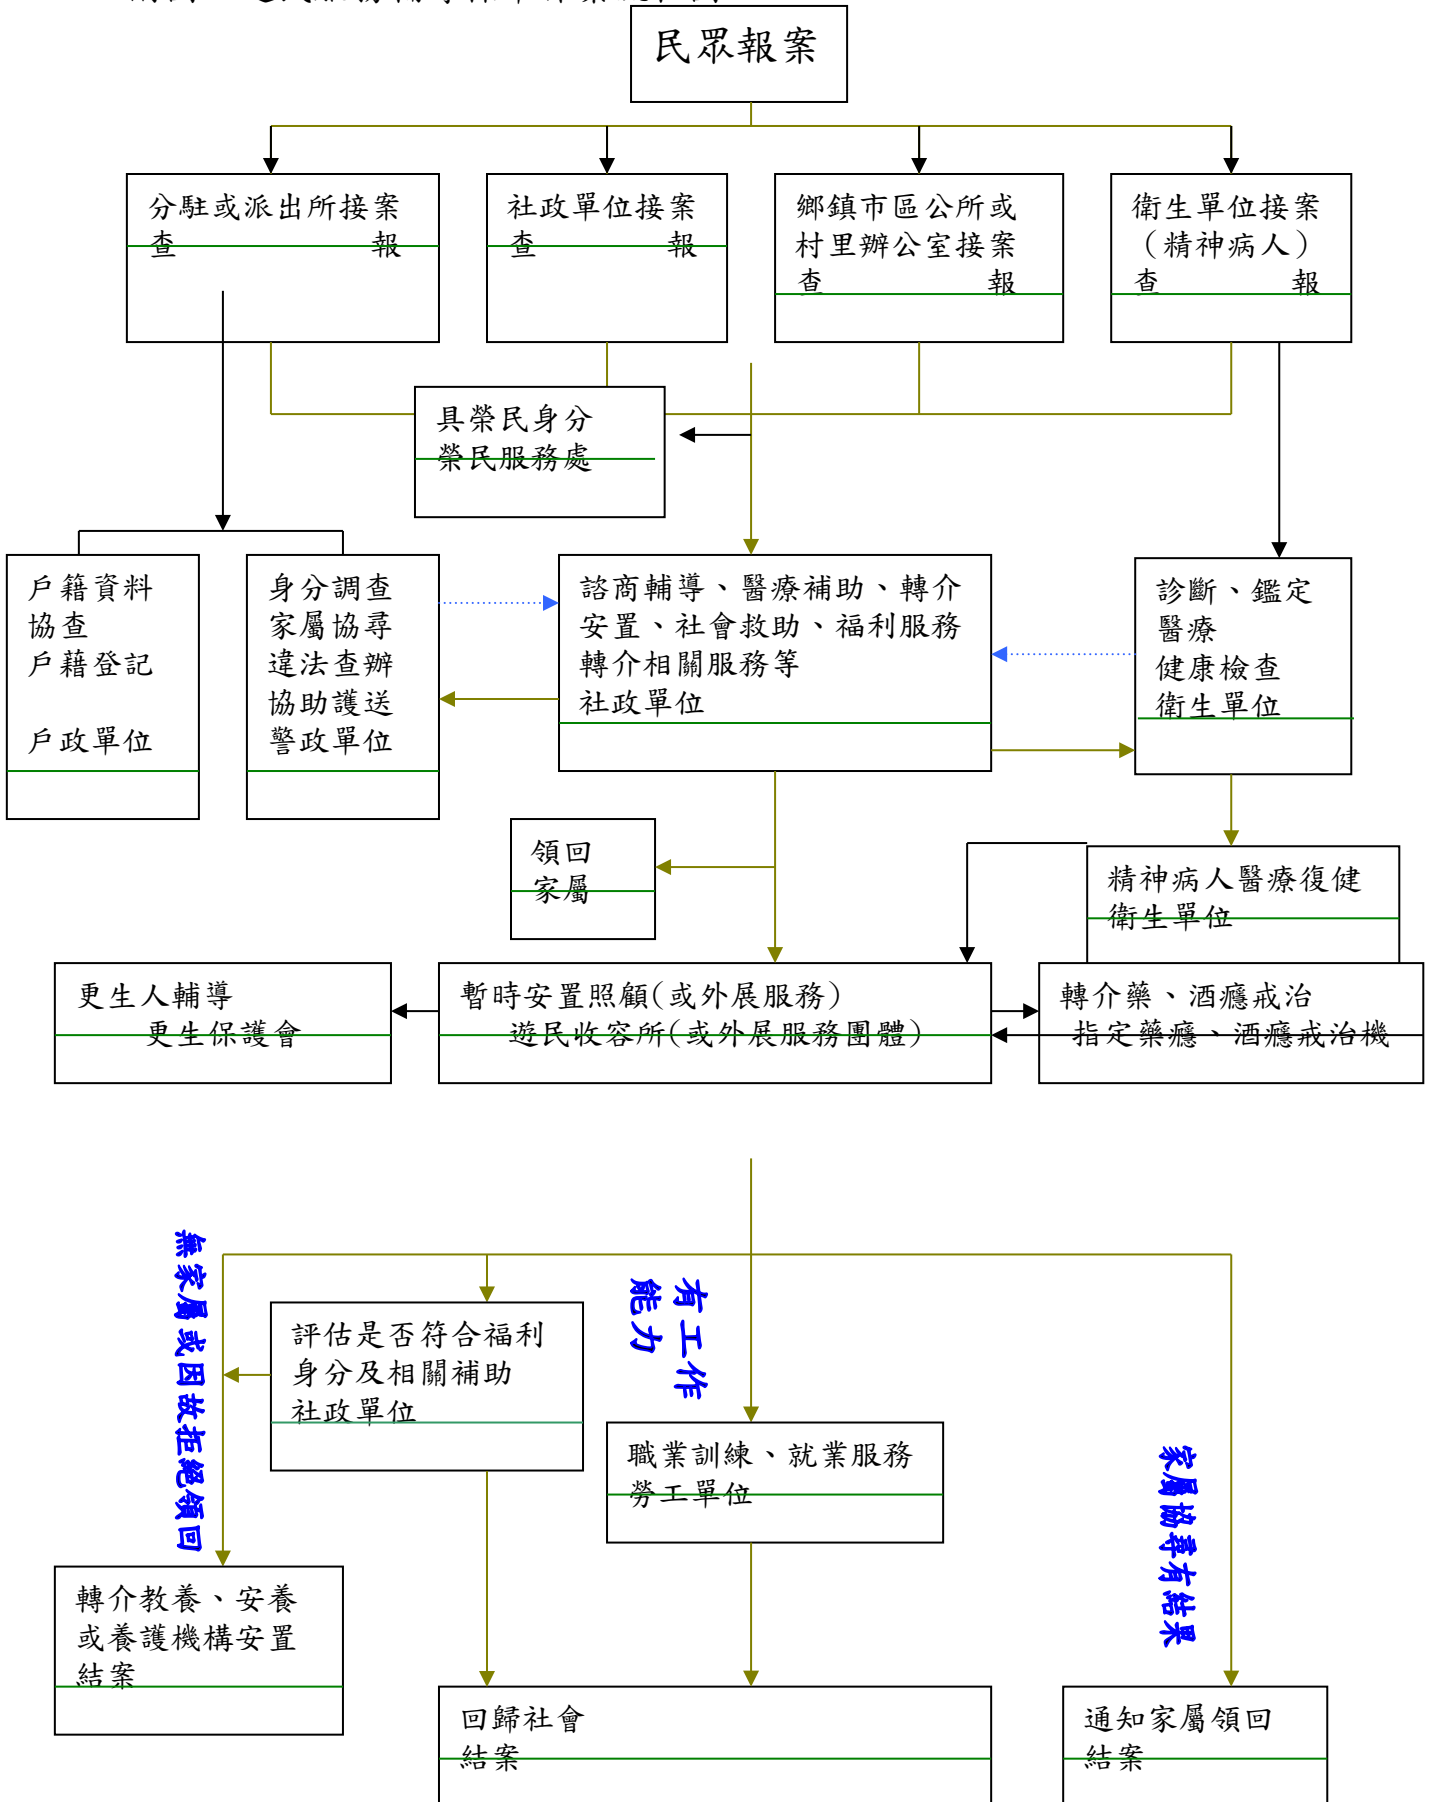 民眾報案
分駐或派出所接案
查 報
社政單位接案
查 報
鄉鎮市區公所或
村里辦公室接案
查 報
衛生單位接案
（精神病人）
查 報
具榮民身分
榮民服務處
戶籍資料
協查
戶藉登記
戶政單位
身分調查
家屬協尋
違法查辦
協助護送
警政單位
諮商輔導、醫療補助、轉介
安置、社會救助、福利服務
轉介相關服務等
社政單位
診斷、鑑定
醫療
健康檢查
衛生單位
領回
家屬
精神病人醫療復健
衛生單位
更生人輔導
更生保護會
暫時安置照顧(或外展服務)
遊民收容所(或外展服務團體)
轉介藥、酒癮戒治
指定藥癮、酒癮戒治機
無家屬或因故拒絕領回
評估是否符合福利
身分及相關補助
社政單位
有工作
能力
職業訓練、就業服務
勞工單位
家屬協尋有結果
轉介教養、安養
或養護機構安置
結案
回歸社會
結案
通知家屬領回
結案